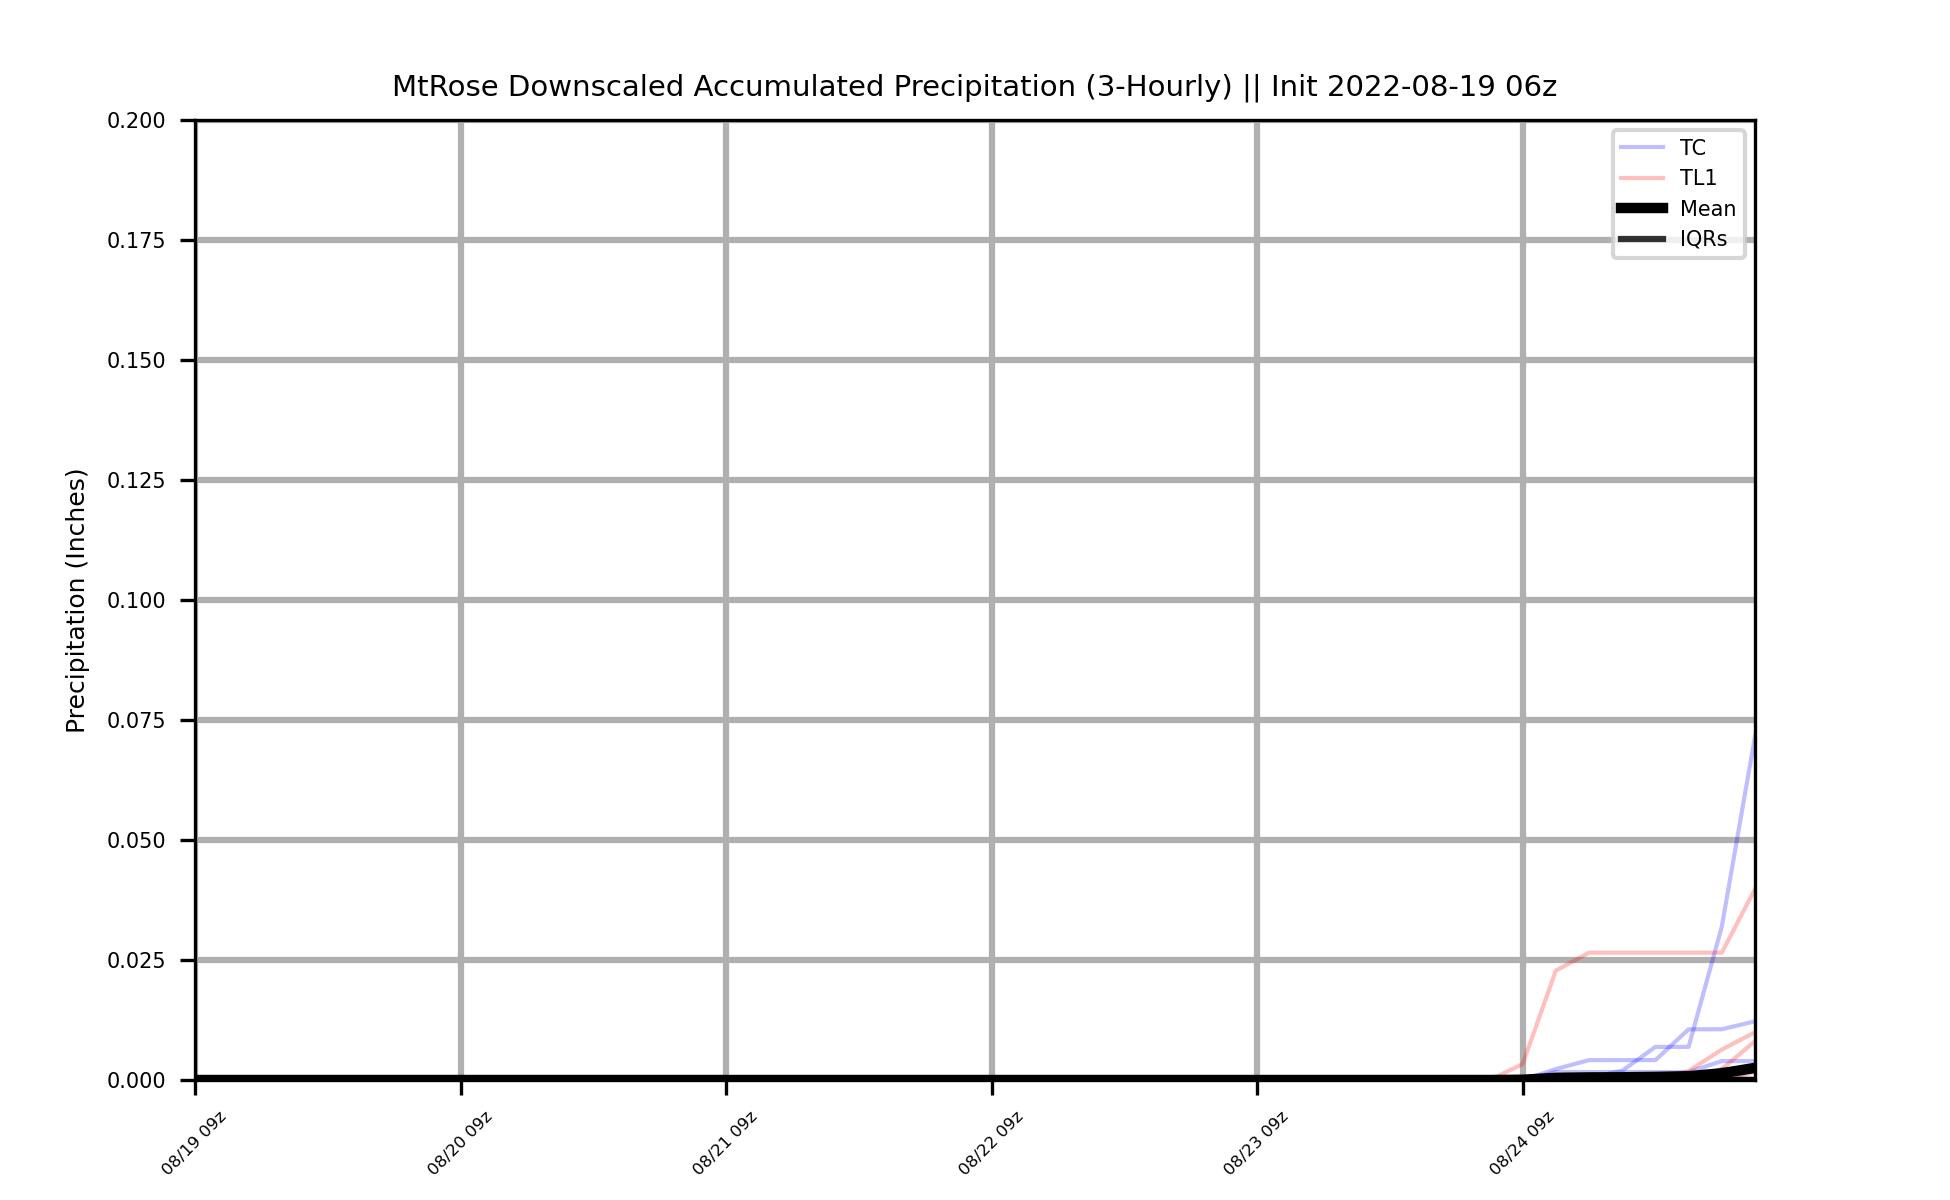 MtRose Downscaled Accumulated Precipitation (3-Hourly) || Init 2022-08-19 06z
0.200
0.175
0.150
0.125
0.100
0.075
0.050
0.025
0.000
Precipitation (Inches)
TC
TL1
Mean
IQRs
08/19 09z
08/20 09z
08/21 09z
08/22 09z
08/23 09z
08/24 09z